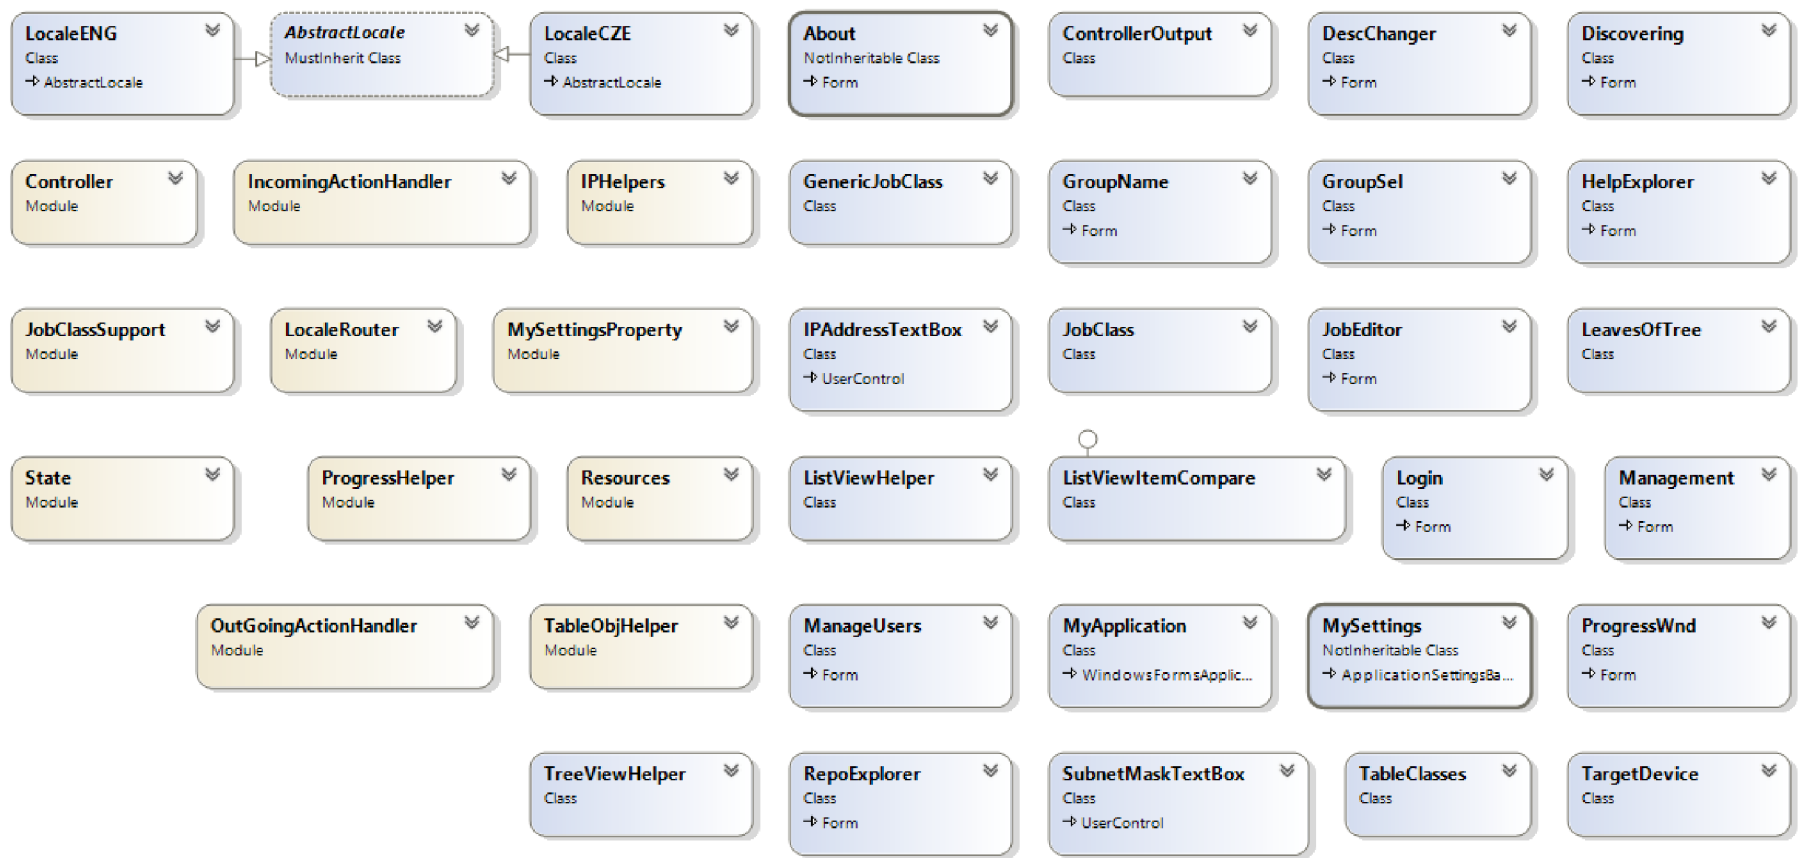 LocaleENG
Class
AbstractLocale
AbstractLocale
MustInherit Class
LocaleCZE
Class
AbstractLocale
About
NotInheritable Class
Form
ControllerOutput
Class
DescChanger
Class
Form
Discovering
Class
Form
Controller
Module
IncomingActionHandler
Module
IPHelpers
Module
GenericJobClass
Class
GroupName
Class
Form
GroupSel
Class
Form
HelpExplorer
Class
Form
JobClassSupport
Module
LocaleRouter
Module
MySettingsProperty
Module
IPAddressTextBox
Class
UserControl
JobClass
Class
JobEditor
Class
Form
LeavesOfTree
Class
State
Module
ProgressHelper
Module
Resources
Module
ListViewHelper
Class
ListViewItemCompare
Class
Login
Class
Form
Management
Class
Form
OutGoingActionHandler
Module
TableObjHelper
Module
ManageUsers
Class
Form
MyApplication
Class
WindowsFormsApplic...
MySettings
NotInheritable Class
ApplicationSettingsBa...
ProgressWnd
Class
Form
TreeViewHelper
Class
RepoExplorer
Class
Form
SubnetMaskTextBox
Class
UserControl
TableClasses
Class
TargetDevice
Class